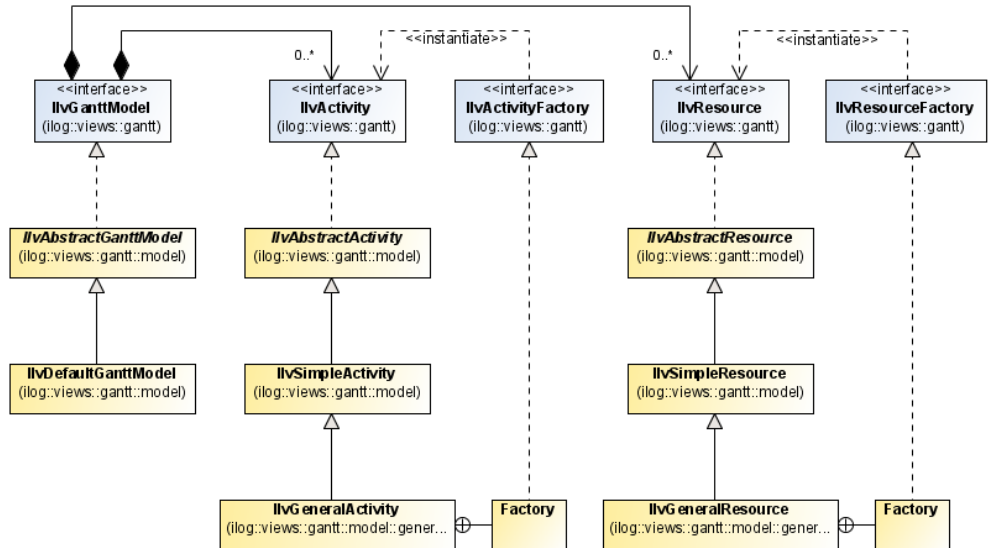 <<instantiate>>
<<instantiate>>
0..*
0..*
<<interface>>
IlvGanttModel
(ilog::views::gantt)
<<interface>>
IlvActivity
(ilog::views::gantt)
<<interface>>
IlvActivityFactory
(ilog::views::gantt)
<<interface>>
IlvResource
(ilog::views::gantt)
<<interface>>
IlvResourceFactory
(ilog::views::gantt)
IlvAbstractGanttModel
(ilog::views::gantt::model)
IlvAbstractActivity
(ilog::views::gantt::model)
IlvAbstractResource
(ilog::views::gantt::model)
IlvDefaultGanttModel
(ilog::views::gantt::model)
IlvSimpleActivity
(ilog::views::gantt::model)
IlvSimpleResource
(ilog::views::gantt::model)
IlvGeneralActivity
(ilog::views::gantt::model::gener...
Factory
IlvGeneralResource
(ilog::views::gantt::model::gener...
Factory